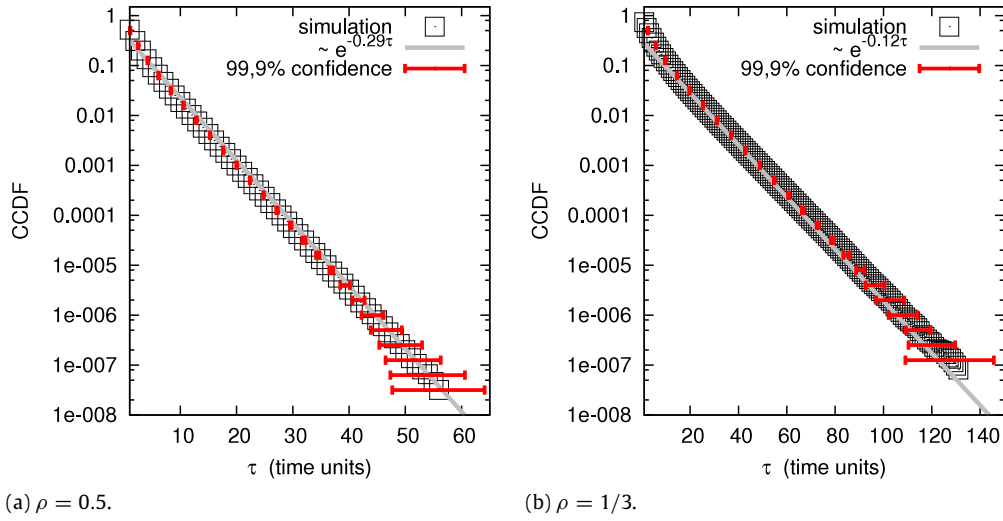 1
0.1
0.01
0.001
0.0001
1e-005
1e-006
1e-007
1e-008
CCDF
10 20 30 40 50 60
τ (time units)
simulation
~ e^-0.29τ
99,9% confidence
(a) ρ = 0.5.
1
0.1
0.01
0.001
0.0001
1e-005
1e-006
1e-007
1e-008
CCDF
20 40 60 80 100 120 140
τ (time units)
simulation
~ e^-0.12τ
99,9% confidence
(b) ρ = 1/3.